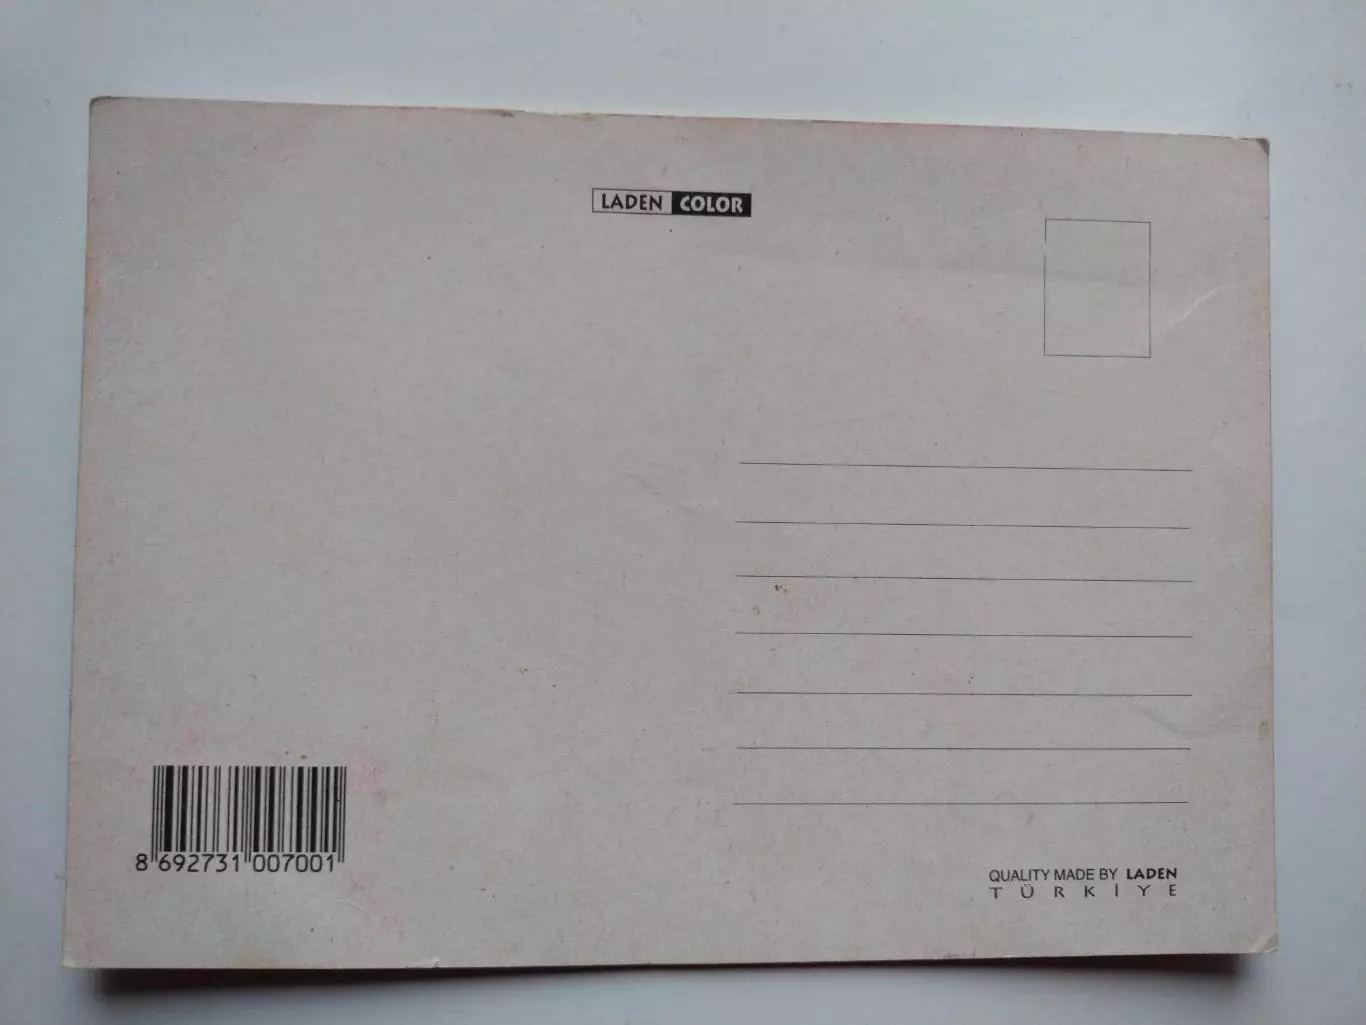 LADEN COLOR
8 692731 007001
QUALITY MADE BY LADEN
TÜRKİYE